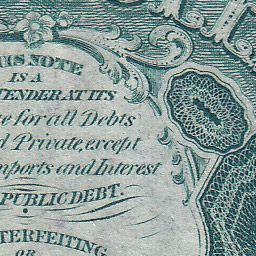 HIS NOTE
IS A
TENDER AT ITS
e for all Debts
d Private, except
mports and Interest
PUBLIC DEBT.
TERFEITING
OR